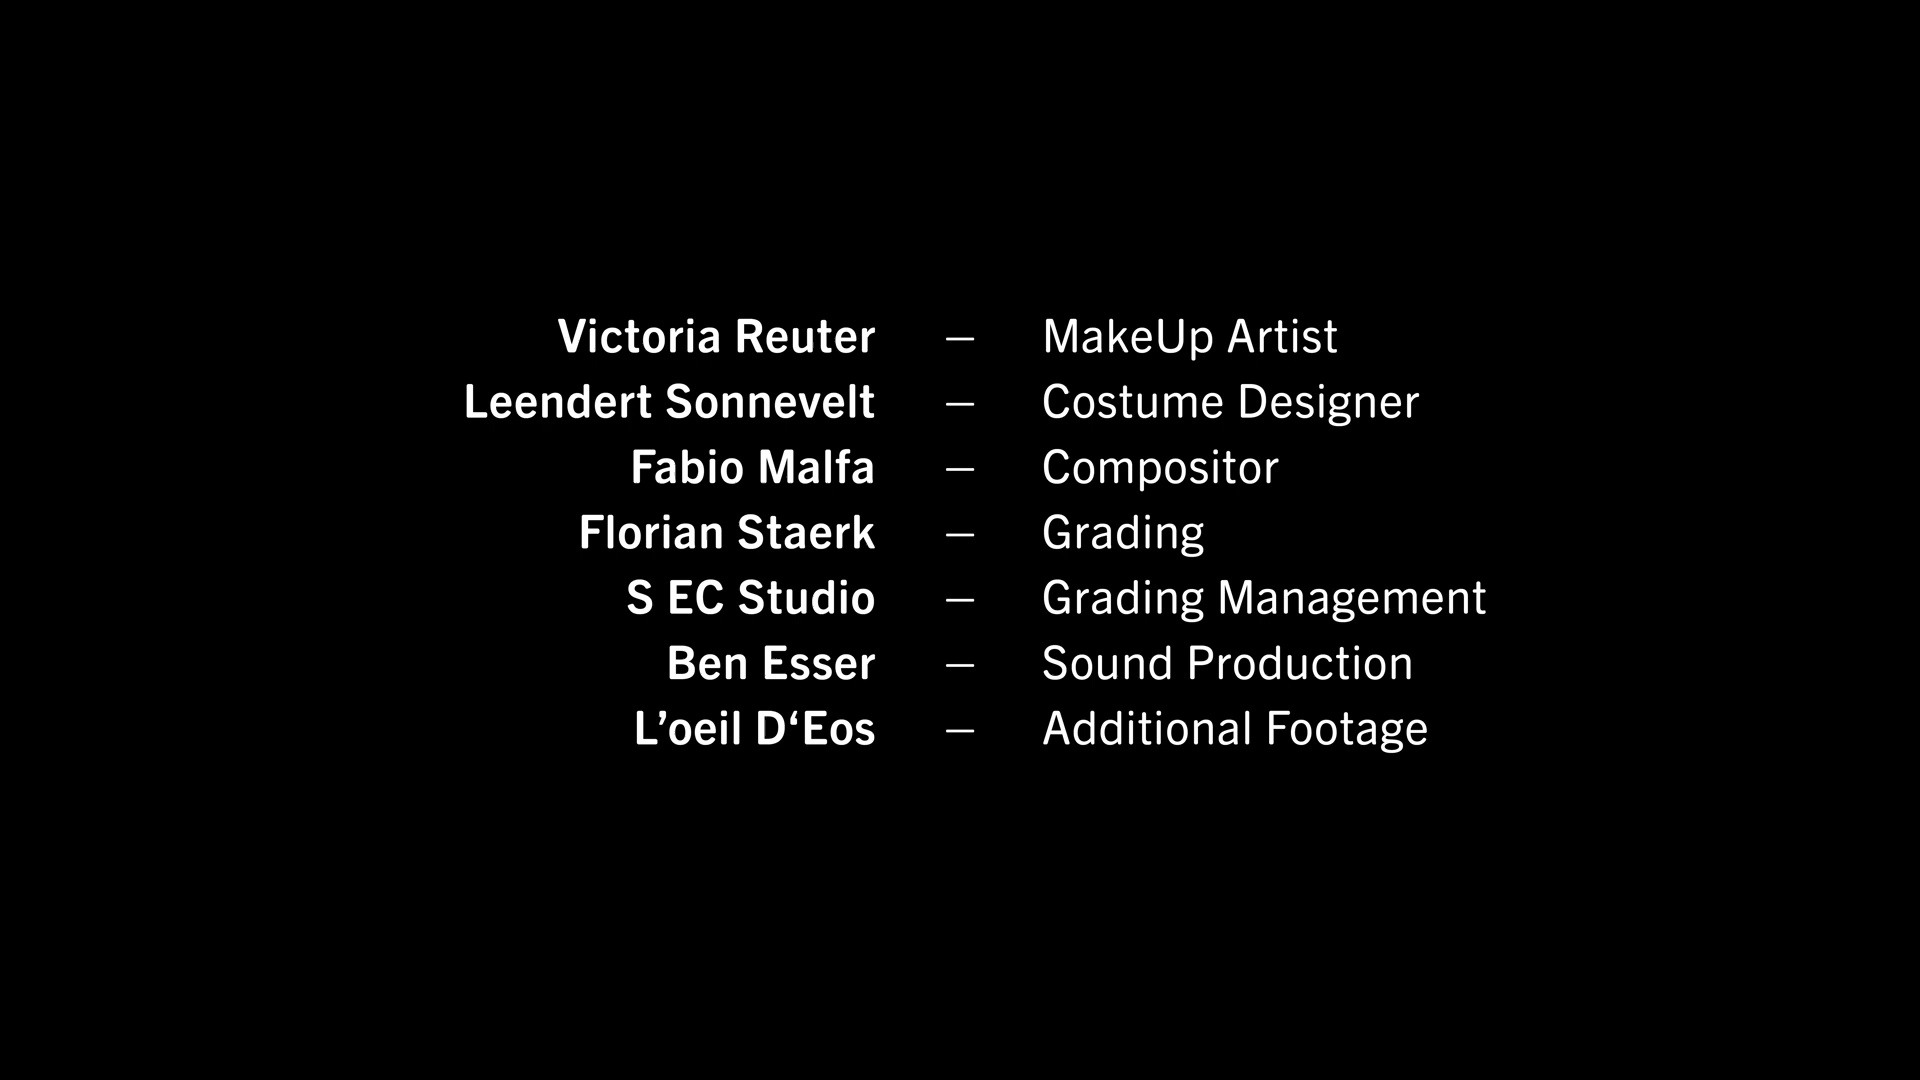 Victoria Reuter – MakeUp Artist
Leendert Sonnevelt – Costume Designer
Fabio Malfa – Compositor
Florian Staerk – Grading
S EC Studio – Grading Management
Ben Esser – Sound Production
L’oeil D‘Eos – Additional Footage